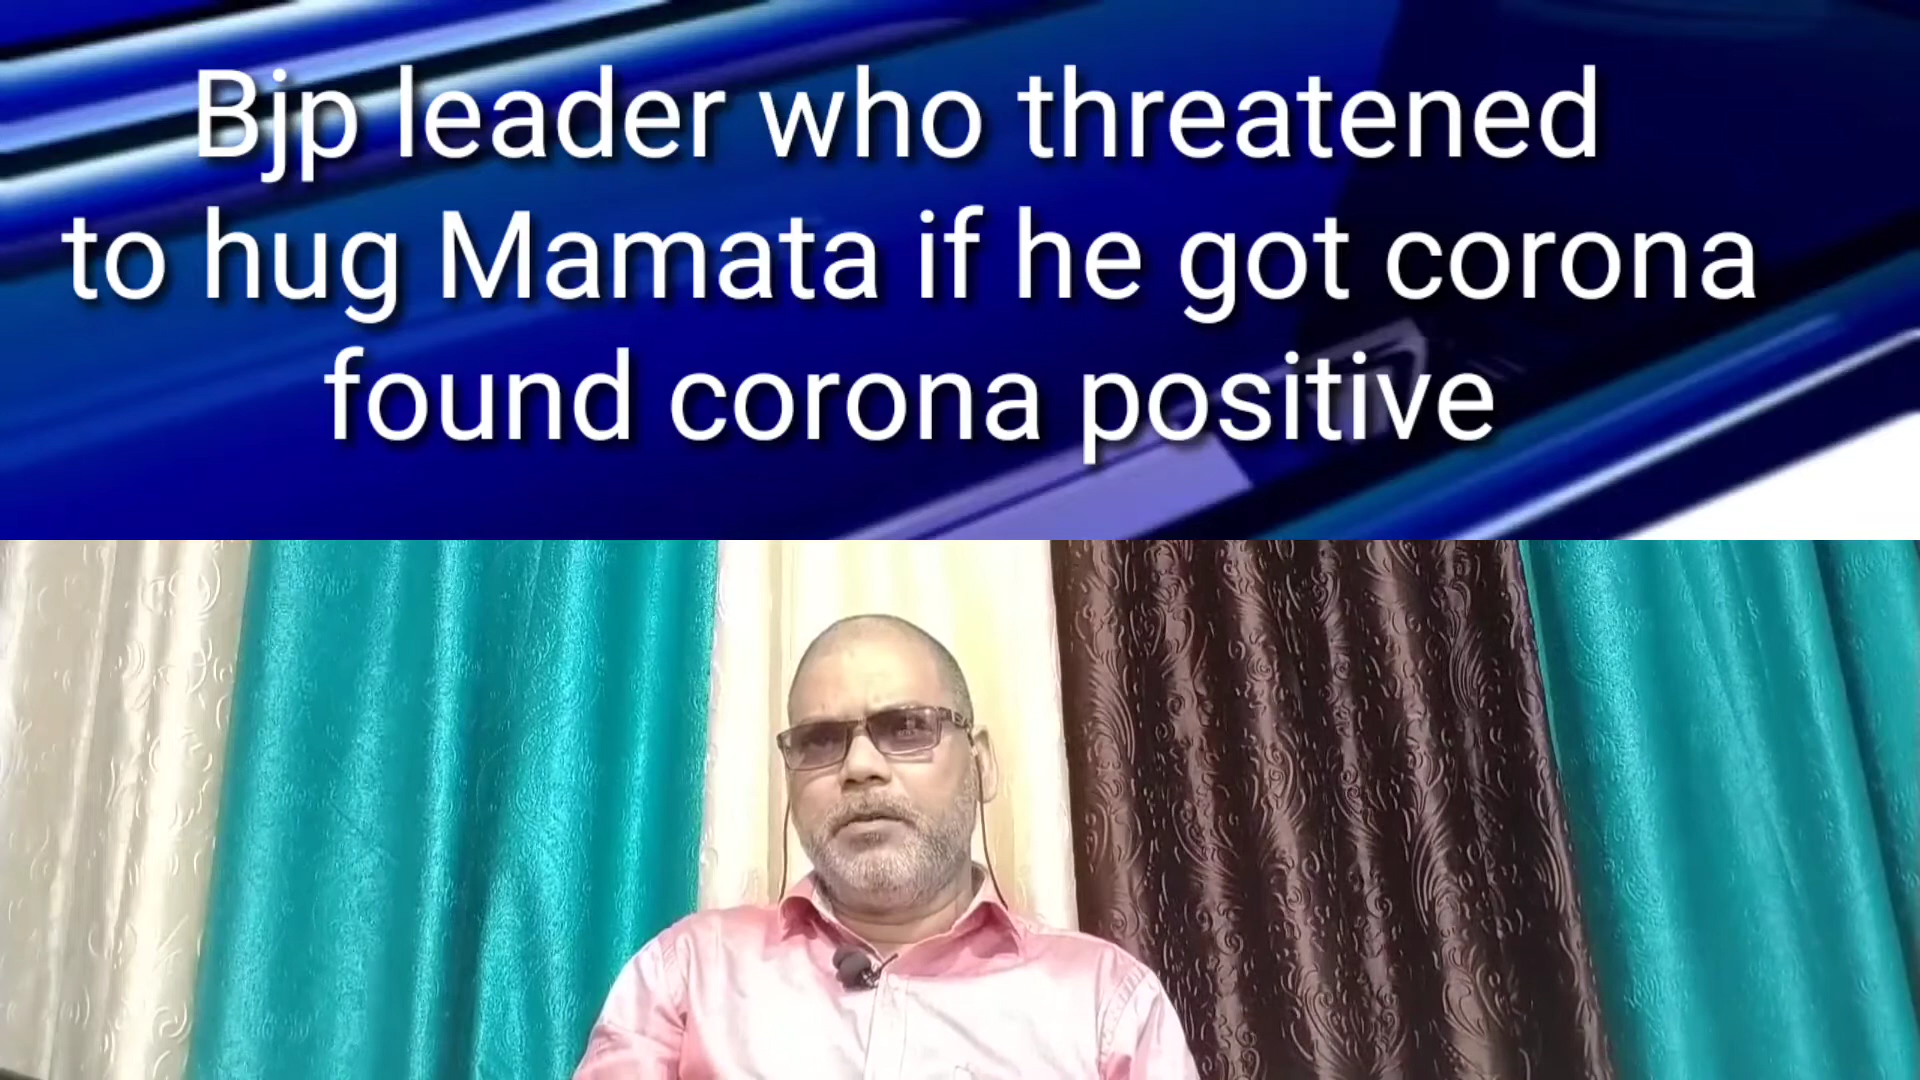 Bjp leader who threatened
to hug Mamata if he got corona
found corona positive